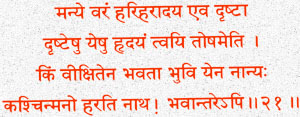 मन्ये वरं हरिहरादय एव दृष्टा
दृष्टेषु येषु हृदयं त्वयि तोषमेति ।
किं वीक्षितेन भवता भुवि येन नान्यः
कश्चिन्मनो हरति नाथ! भवान्तरेऽपि॥२१॥